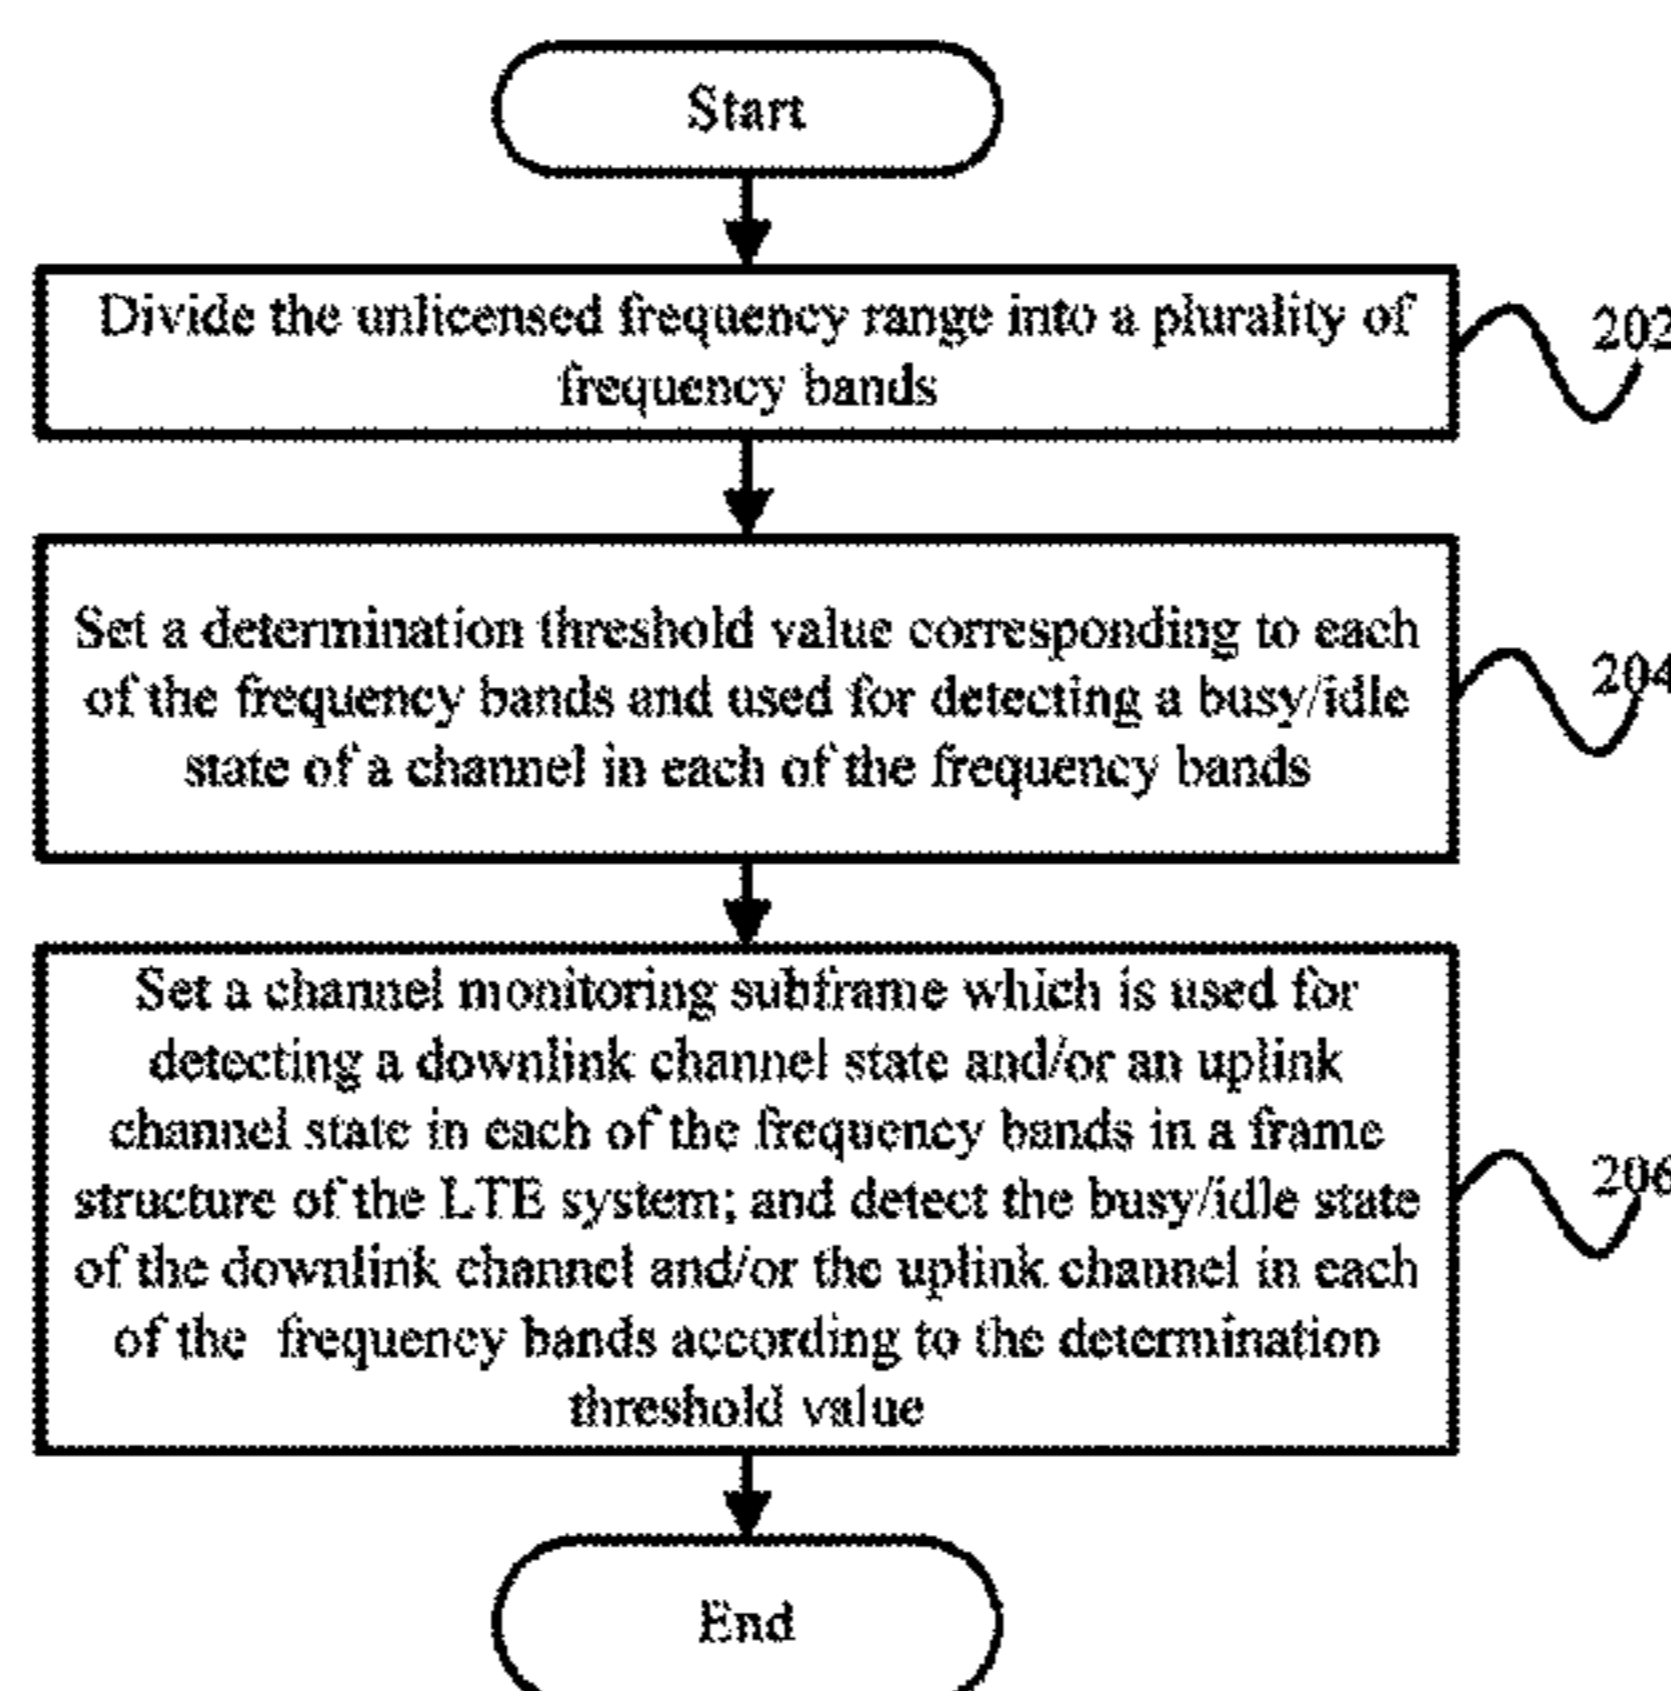 Start
Divide the unlicensed frequency range into a plurality of
frequency bands
202
Set a determination threshold value corresponding to each
of the frequency bands and used for detecting a busy/idle
state of a channel in each of the frequency bands
204
Set a channel monitoring subframe which is used for
detecting a downlink channel state and/or an uplink
channel state in each of the frequency bands in a frame
structure of the LTE system; and detect the busy/idle state
of the downlink channel and/or the uplink channel in each
of the frequency bands according to the determination
threshold value
206
End